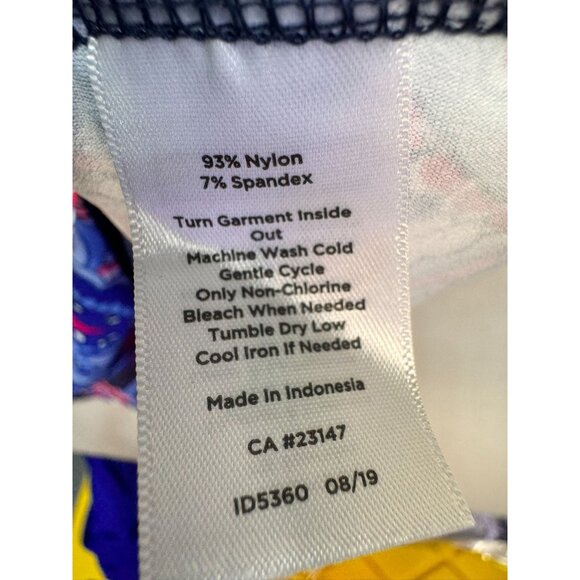 93% Nylon
7% Spandex
Turn Garment Inside
Out
Machine Wash Cold
Gentle Cycle
Only Non-Chlorine
Bleach When Needed
Tumble Dry Low
Cool Iron If Needed
Made in Indonesia
CA #23147
ID5360 08/19